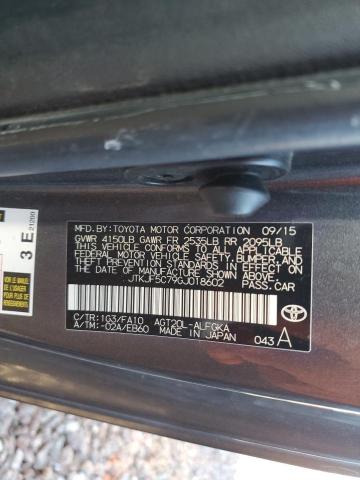 MFD.BY:TOYOTA MOTOR CORPORATION 09/15
GVWR 4150LB GAWR FR 2535LB RR 2095LB
THIS VEHICLE CONFORMS TO ALL APPLICABLE
FEDERAL MOTOR VEHICLE SAFETY,BUMPER,AND
THEFT PREVENTION STANDARDS IN EFFECT ON
THE DATE OF MANUFACTURE SHOWN ABOVE.
JTKJF5C79GJ018602 PASS.CAR
C/TR:1G3/FA10 AGT20L-ALFGKA
A/TM:-02A/EB60 MADE IN JAPAN 043 A
TOYOTA
3 E